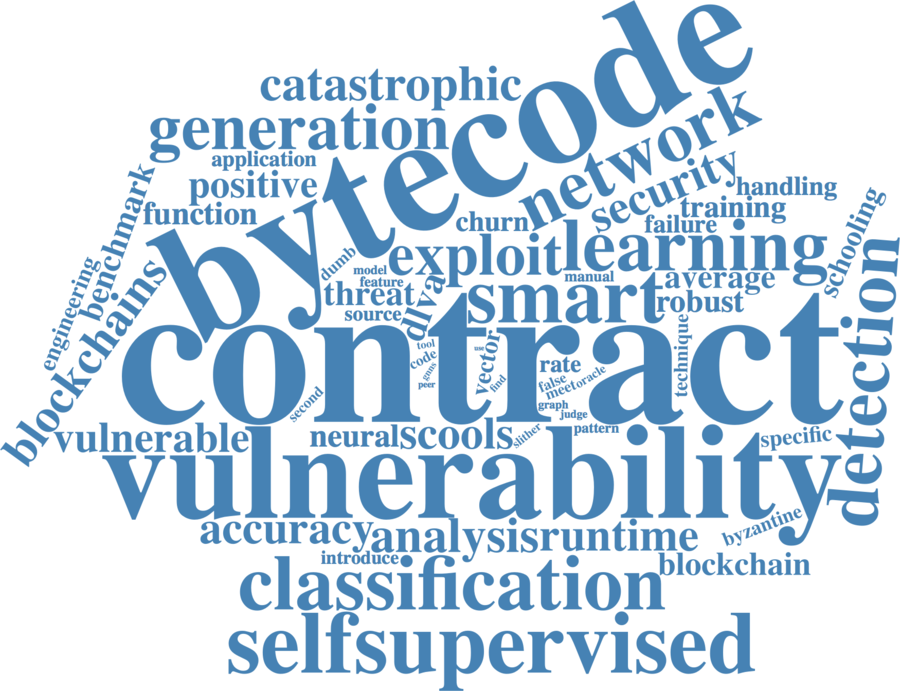 bytecode
catastrophic
generation
network
application
security
positive
handling
benchmark
function
training
schooling
churn
failure
exploit
learning
dumb
model
engineering
feature
manual
average
blockchains
threat
dlva
smart
robust
detection
source
contract
technique
vector
tool
use
code
gnns
rate
find
peer
false
meet
oracle
second
graph
judge
vulnerable
neural
scools
slither
pattern
specific
vulnerability
accuracy
analysis
runtime
byzantine
introduce
blockchain
classification
selfsupervised